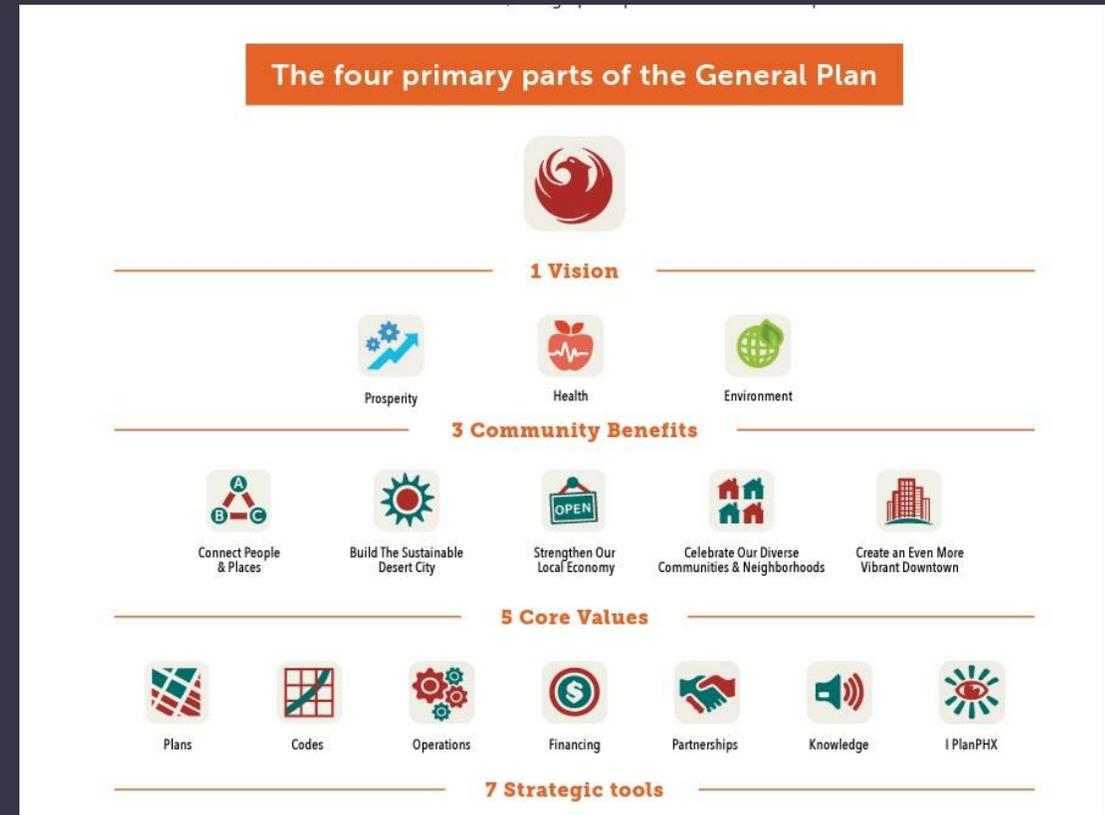 The four primary parts of the General Plan
1 Vision
Prosperity
Health
Environment
3 Community Benefits
A
B C
OPEN
Connect People
& Places
Build The Sustainable
Desert City
Strengthen Our
Local Economy
Celebrate Our Diverse
Communities & Neighborhoods
Create an Even More
Vibrant Downtown
5 Core Values
$
Plans
Codes
Operations
Financing
Partnerships
Knowledge
I PlanPHX
7 Strategic tools